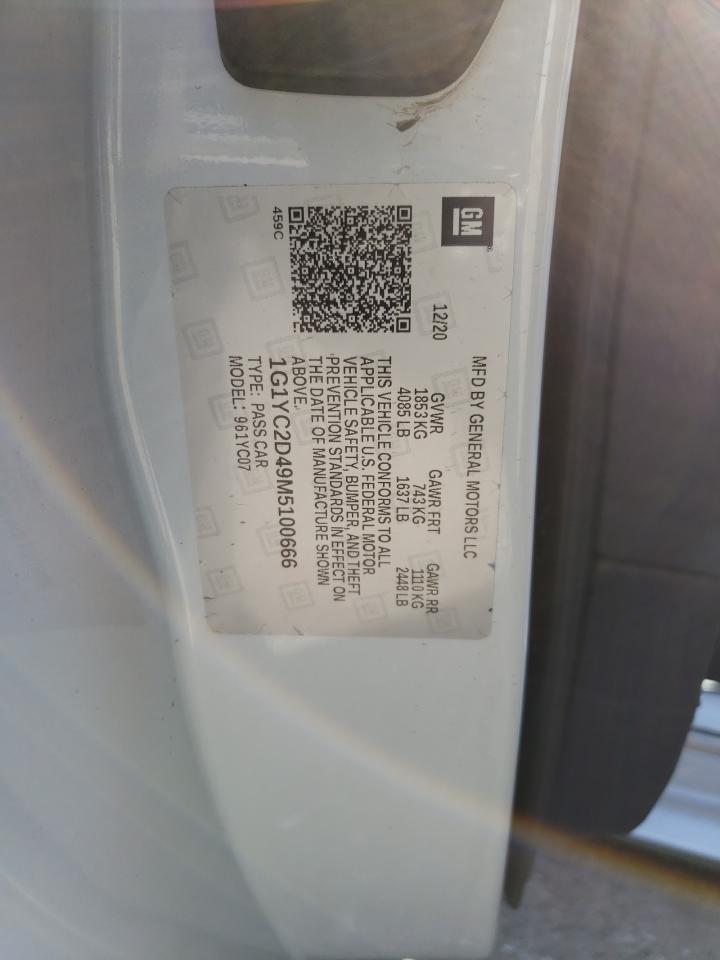 GM
MFD BY GENERAL MOTORS LLC
12/20
GVWR GAWR FRT GAWR RR
1853 KG 743 KG 1110 KG
4085 LB 1637 LB 2448 LB
THIS VEHICLE CONFORMS TO ALL
APPLICABLE U.S. FEDERAL MOTOR
VEHICLE SAFETY, BUMPER, AND THEFT
PREVENTION STANDARDS IN EFFECT ON
THE DATE OF MANUFACTURE SHOWN
ABOVE.
1G1YC2D49M5100666
TYPE: PASS CAR
MODEL: 961YC07
459C